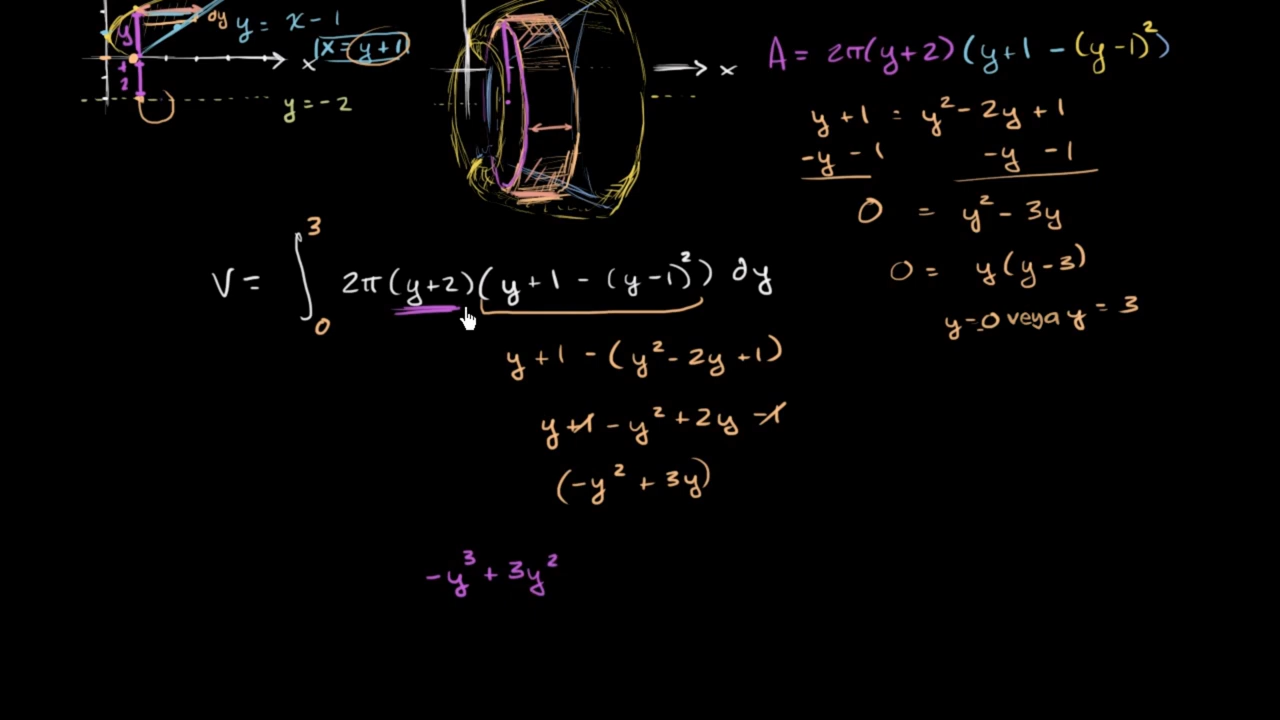 dy y = x - 1
y
x = y+1
x
x
+
2
y = -2
A = 2π(y+2)(y+1 - (y-1)²)
y+1 = y² - 2y + 1
-y - 1 -y - 1
0 = y² - 3y
0 = y(y-3)
y=0 veya y = 3
V = ∫₀³ 2π(y+2)(y+1 - (y-1)²) dy
y+1 - (y² - 2y + 1)
y+1 - y² + 2y - 1
(-y² + 3y)
-y³ + 3y²